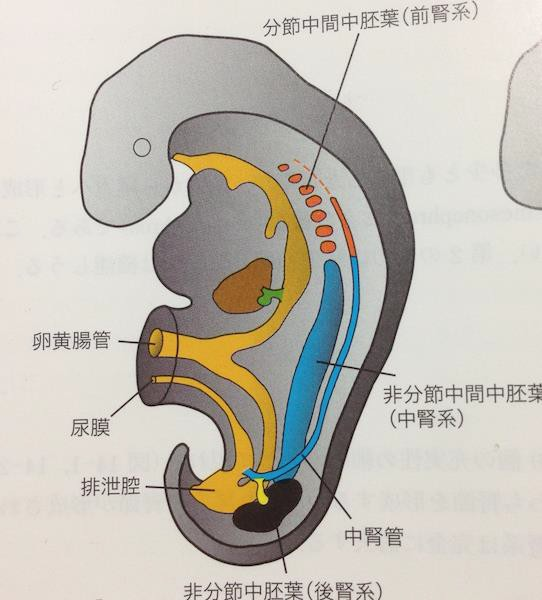 分節中間中胚葉(前腎系)
卵黄腸管
尿膜
排泄腔
非分節中間中胚葉
(中腎系)
中腎管
非分節中胚葉(後腎系)